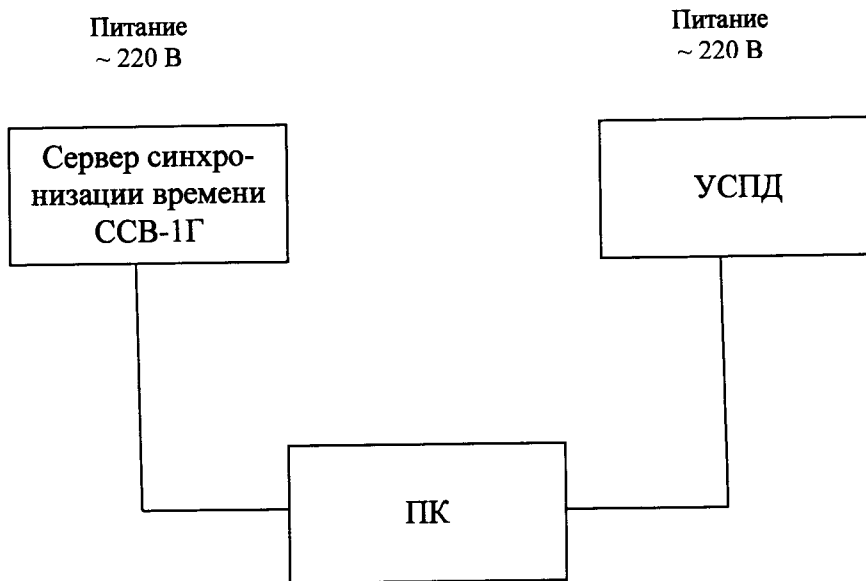 Питание
~ 220 В
Питание
~ 220 В
Сервер синхро-
низации времени
ССВ-1Г
УСПД
ПК